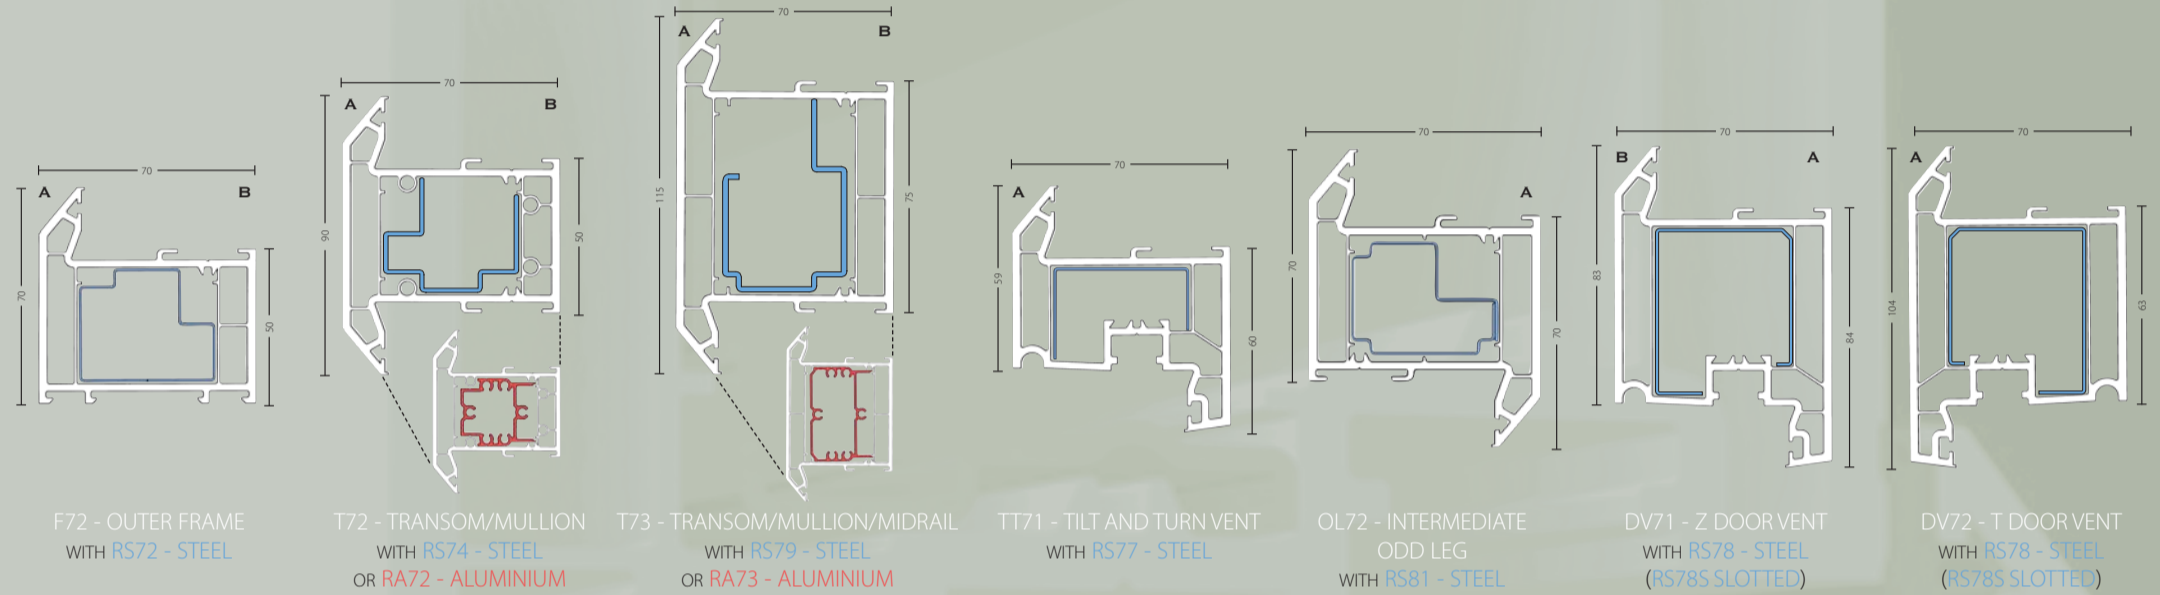 70
A B
70
50
F72 - OUTER FRAME
WITH RS72 - STEEL
70
A B
90
50
T72 - TRANSOM/MULLION
WITH RS74 - STEEL
OR RA72 - ALUMINIUM
70
A B
115
75
T73 - TRANSOM/MULLION/MIDRAIL
WITH RS79 - STEEL
OR RA73 - ALUMINIUM
70
A
59
60
TT71 - TILT AND TURN VENT
WITH RS77 - STEEL
70
A
70
70
OL72 - INTERMEDIATE
ODD LEG
WITH RS81 - STEEL
70
B A
83
84
DV71 - Z DOOR VENT
WITH RS78 - STEEL
(RS78S SLOTTED)
70
A
104
63
DV72 - T DOOR VENT
WITH RS78 - STEEL
(RS78S SLOTTED)